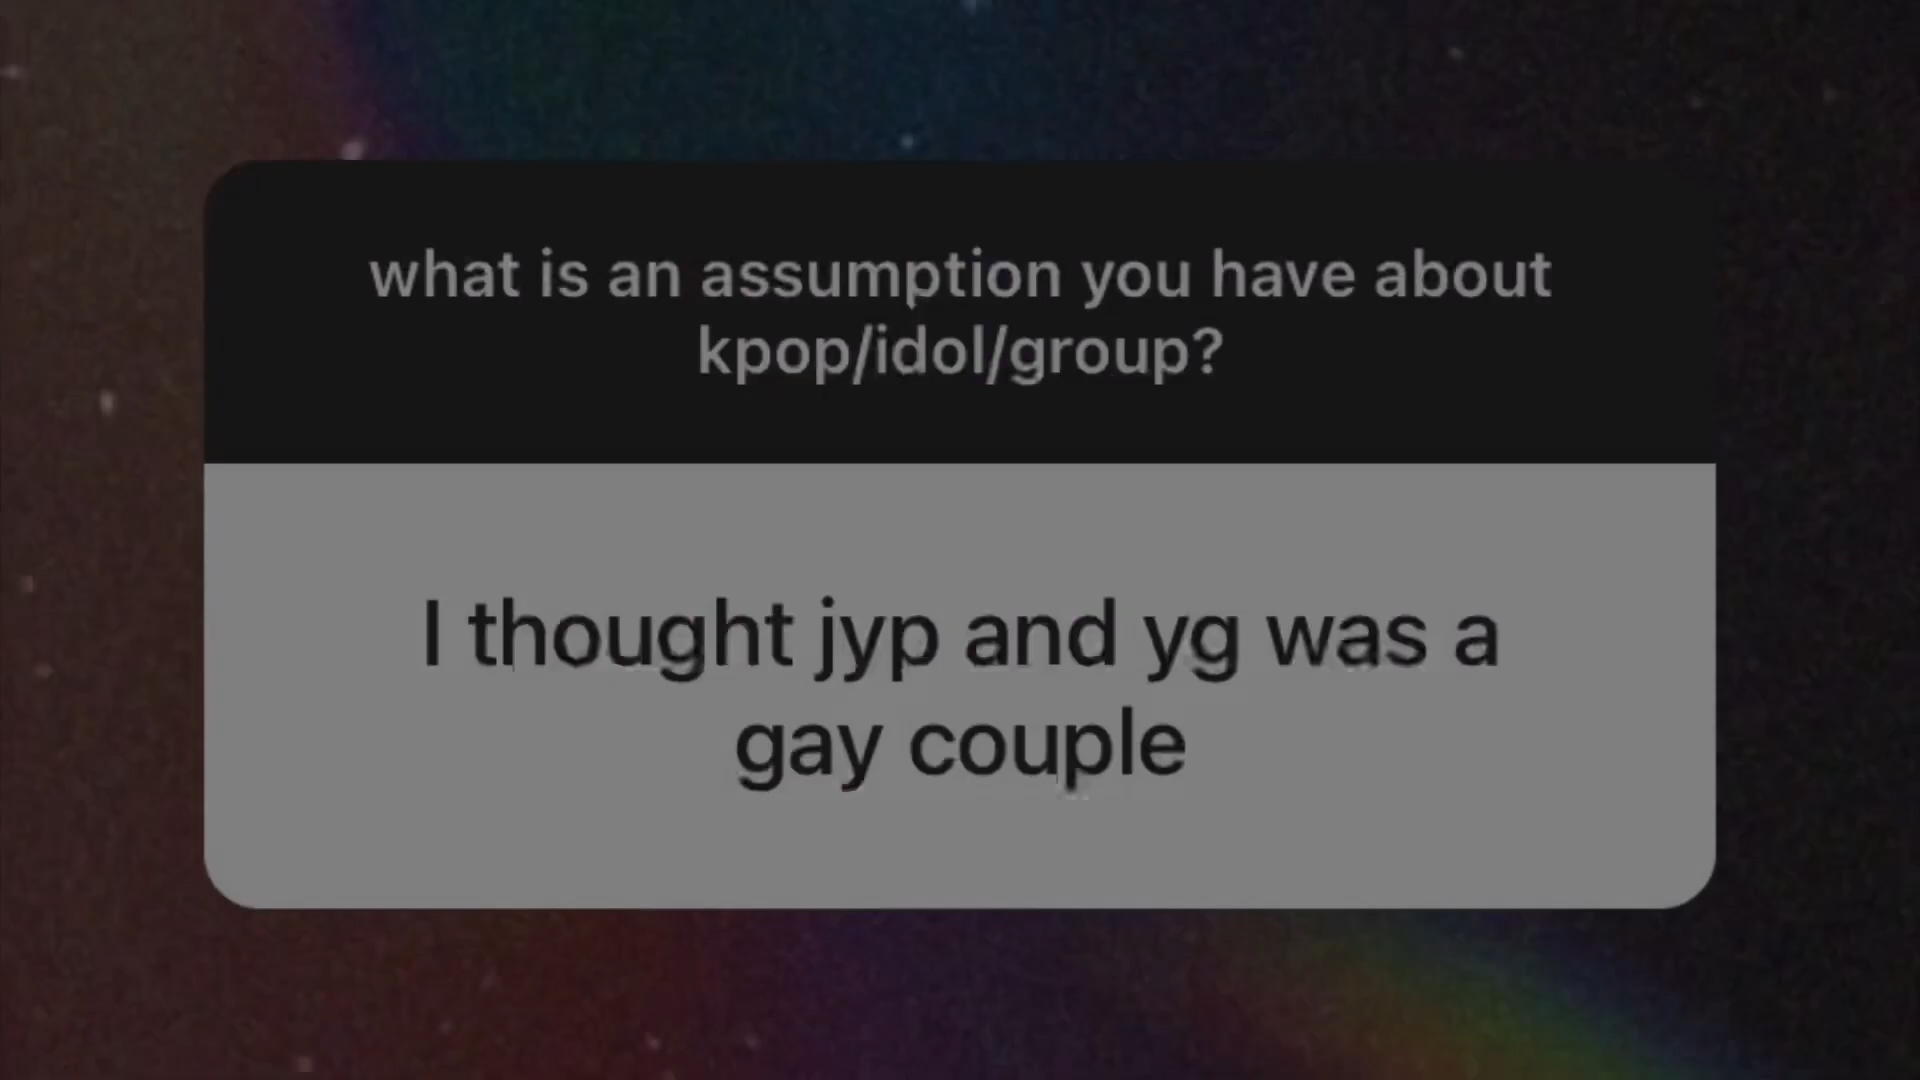 what is an assumption you have about
kpop/idol/group?
I thought jyp and yg was a
gay couple